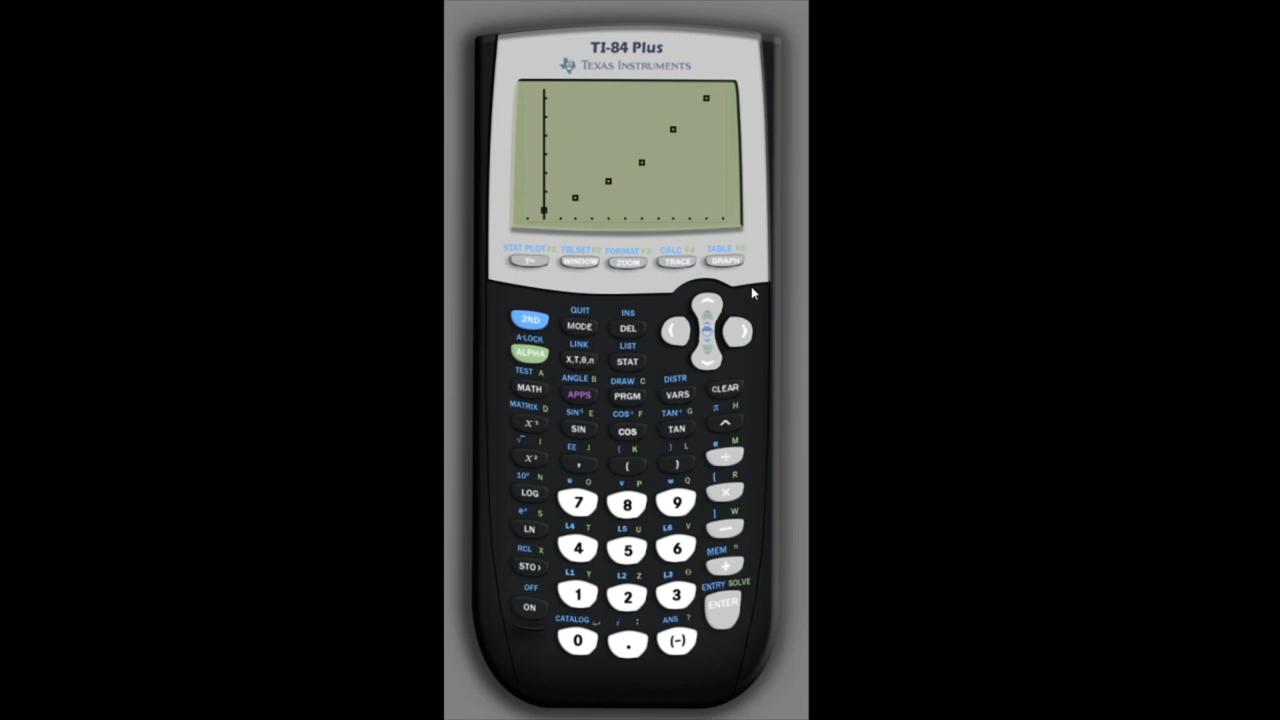 TI-84 Plus
TEXAS INSTRUMENTS
STAT PLOT F1 TBLSET F2 FORMAT F3 CALC F4 TABLE F5
Y= WINDOW ZOOM TRACE GRAPH
QUIT INS
2ND MODE DEL
A-LOCK LINK LIST
ALPHA X,T,θ,n STAT
TEST A ANGLE B DRAW C DISTR
MATH APPS PRGM VARS CLEAR
MATRIX D SIN⁻¹ E COS⁻¹ F TAN⁻¹ G π H
X⁻¹ SIN COS TAN ^
√ I EE J { K } L e M
X² , ( ) ÷
10ˣ N u O v P w Q [ R
LOG 7 8 9 ×
eˣ S L4 T L5 U L6 V ] W
LN 4 5 6 −
RCL X L1 Y L2 Z L3 θ MEM "
STO› 1 2 3 +
OFF CATALOG ⎵ i : ANS ? ENTRY SOLVE
ON 0 . (−) ENTER